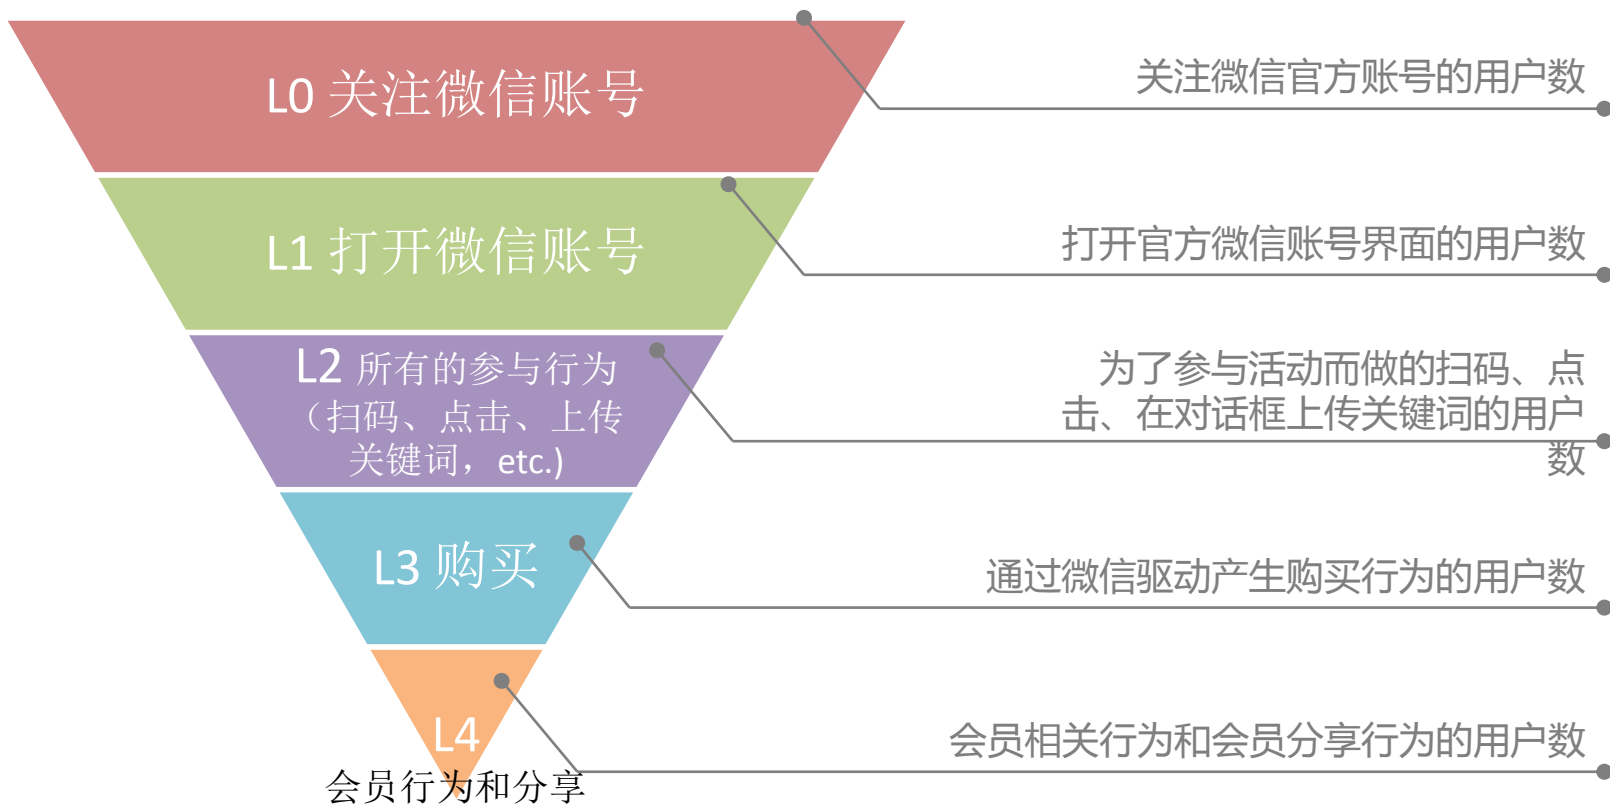 L0 关注微信账号
关注微信官方账号的用户数
L1 打开微信账号
打开官方微信账号界面的用户数
L2 所有的参与行为
（扫码、点击、上传
关键词，etc.)
为了参与活动而做的扫码、点
击、在对话框上传关键词的用户
数
L3 购买
通过微信驱动产生购买行为的用户数
L4
会员行为和分享
会员相关行为和会员分享行为的用户数